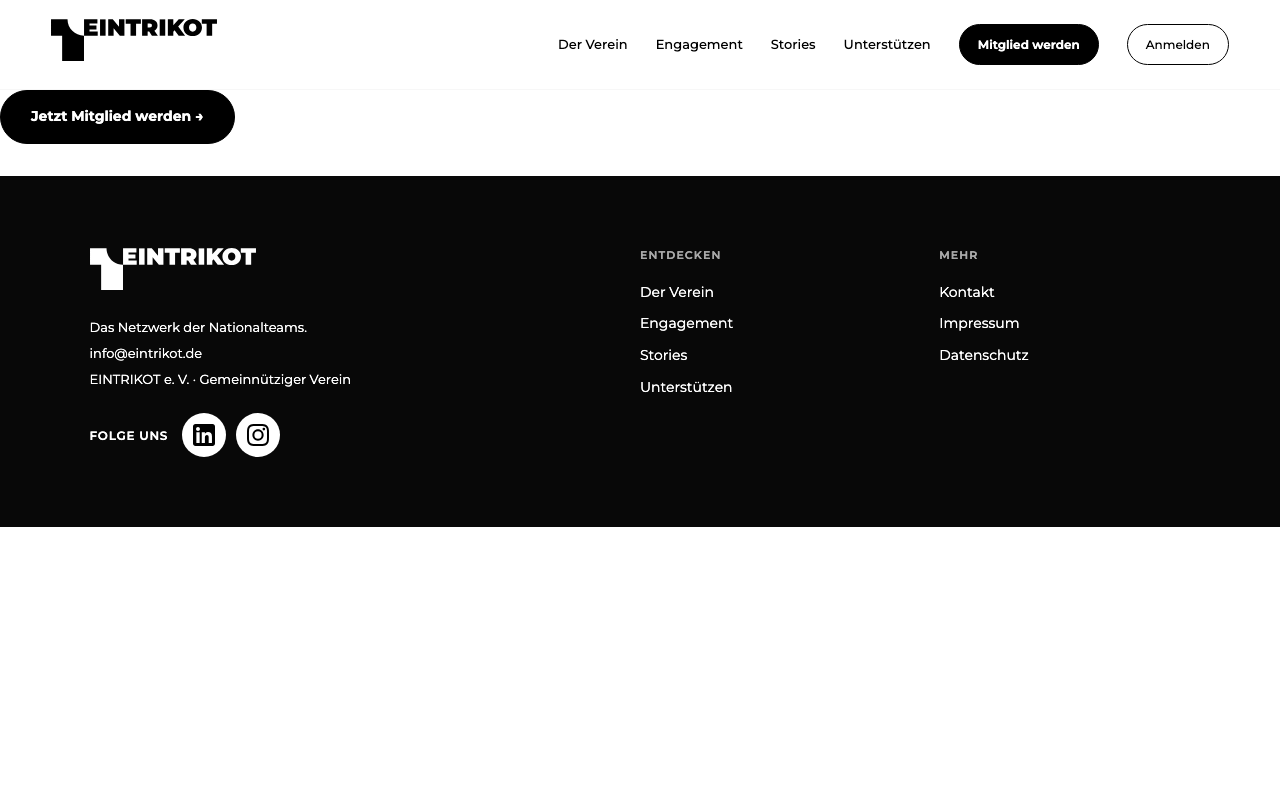 EINTRIKOT
Der Verein
Engagement
Stories
Unterstützen
Mitglied werden
Anmelden
Jetzt Mitglied werden →
EINTRIKOT
Das Netzwerk der Nationalteams.
info@eintrikot.de
EINTRIKOT e. V. · Gemeinnütziger Verein
FOLGE UNS
ENTDECKEN
Der Verein
Engagement
Stories
Unterstützen
MEHR
Kontakt
Impressum
Datenschutz